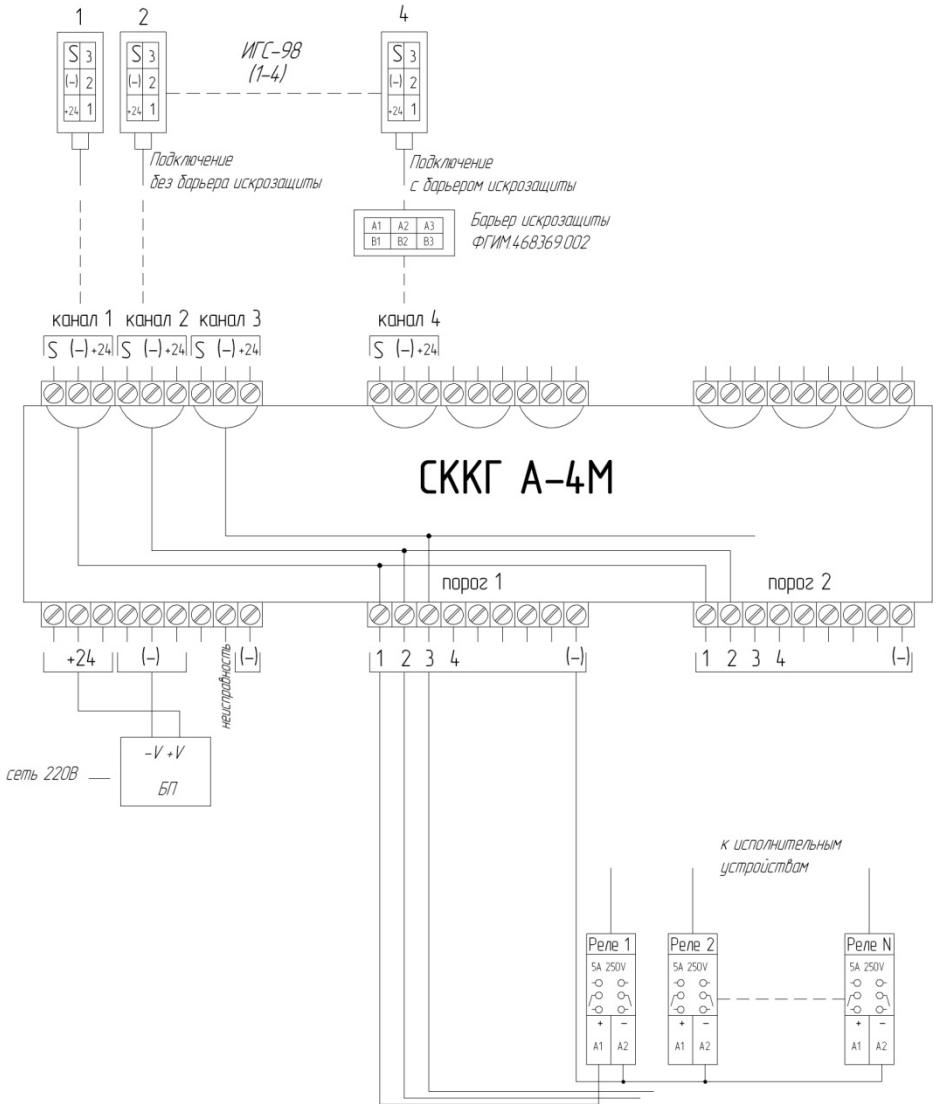 1 2 4
S 3 S 3 S 3
(-) 2 (-) 2 (-) 2
+24 1 +24 1 +24 1
ИГС-98
(1-4)
Подключение
без барьера искрозащиты
Подключение
с барьером искрозащиты
A1 A2 A3
B1 B2 B3
Барьер искрозащиты
ФГИМ.468369.002
канал 1 канал 2 канал 3 канал 4
S (-) +24 S (-) +24 S (-) +24 S (-) +24
СККГ А-4М
порог 1 порог 2
+24 (-) неисправность (-)
1 2 3 4 (-)
1 2 3 4 (-)
-V +V
БП
сеть 220В
к исполнительным
устройствам
Реле 1 Реле 2 Реле N
5A 250V 5A 250V 5A 250V
+ - + - + -
A1 A2 A1 A2 A1 A2